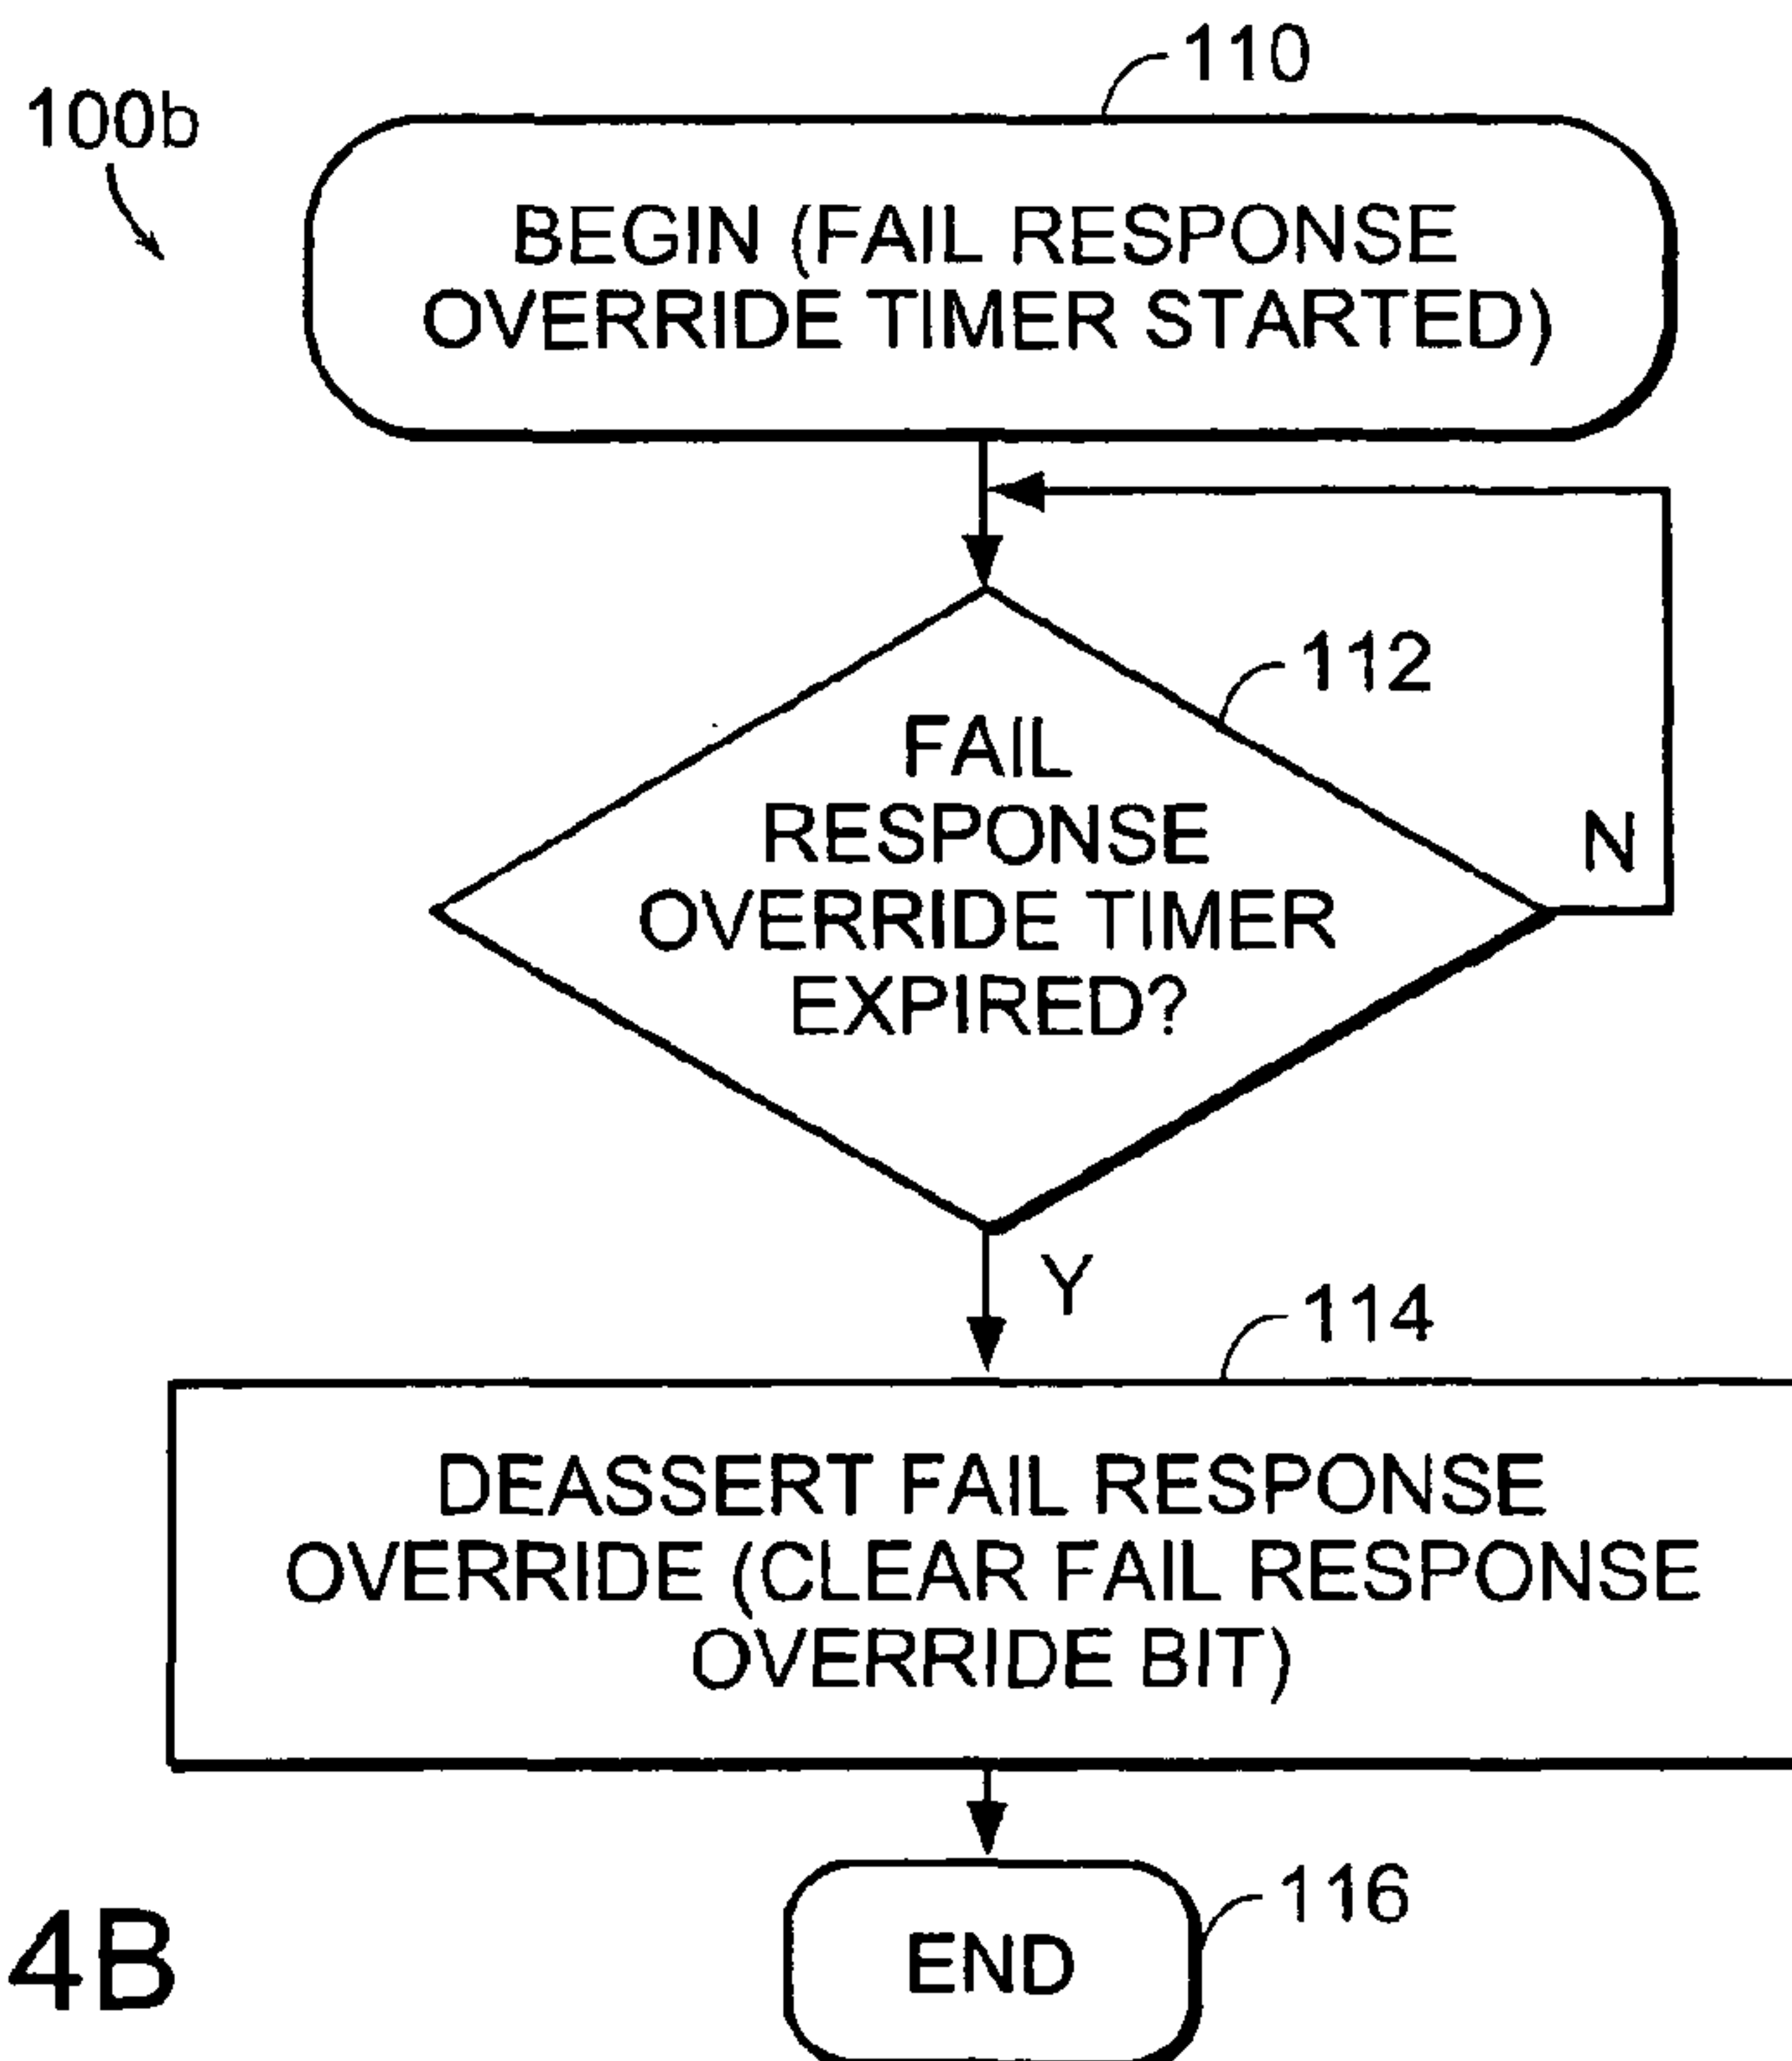 110
100b
BEGIN (FAIL RESPONSE
OVERRIDE TIMER STARTED)
112
FAIL
RESPONSE
OVERRIDE TIMER
EXPIRED?
N
Y
114
DEASSERT FAIL RESPONSE
OVERRIDE (CLEAR FAIL RESPONSE
OVERRIDE BIT)
116
END
4B